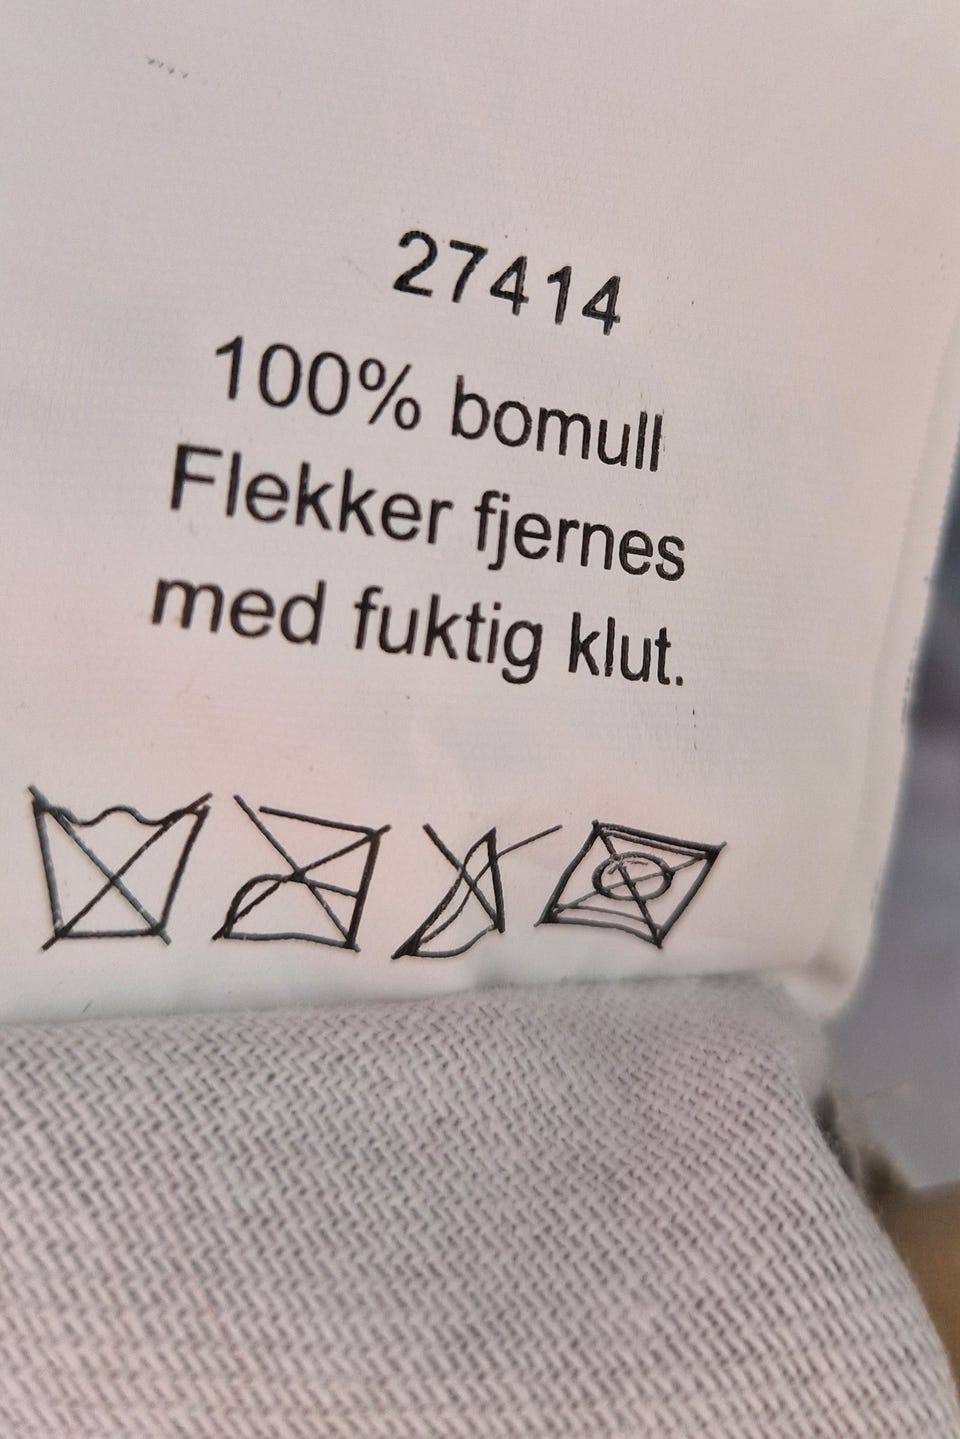 27414
100% bomull
Flekker fjernes
med fuktig klut.